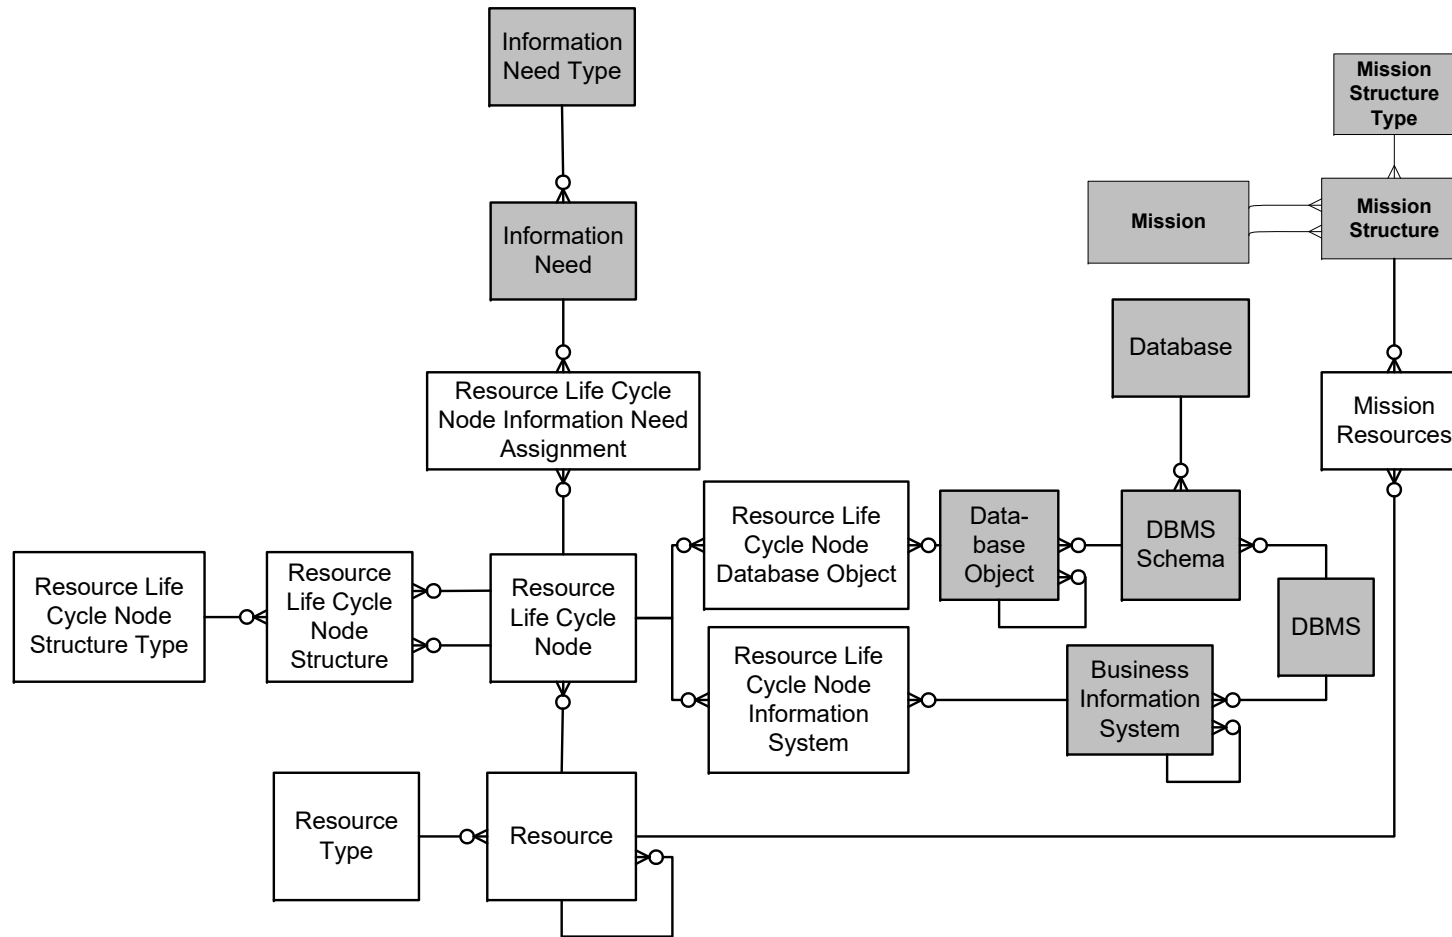 Information
Need Type
Mission
Structure
Type
Mission
Mission
Structure
Information
Need
Database
Resource Life Cycle
Node Information Need
Assignment
Mission
Resources
Resource Life
Cycle Node
Database Object
Data-
base
Object
DBMS
Schema
Resource Life
Cycle Node
Structure Type
Resource
Life Cycle
Node
Structure
Resource
Life Cycle
Node
DBMS
Resource Life
Cycle Node
Information
System
Business
Information
System
Resource
Type
Resource